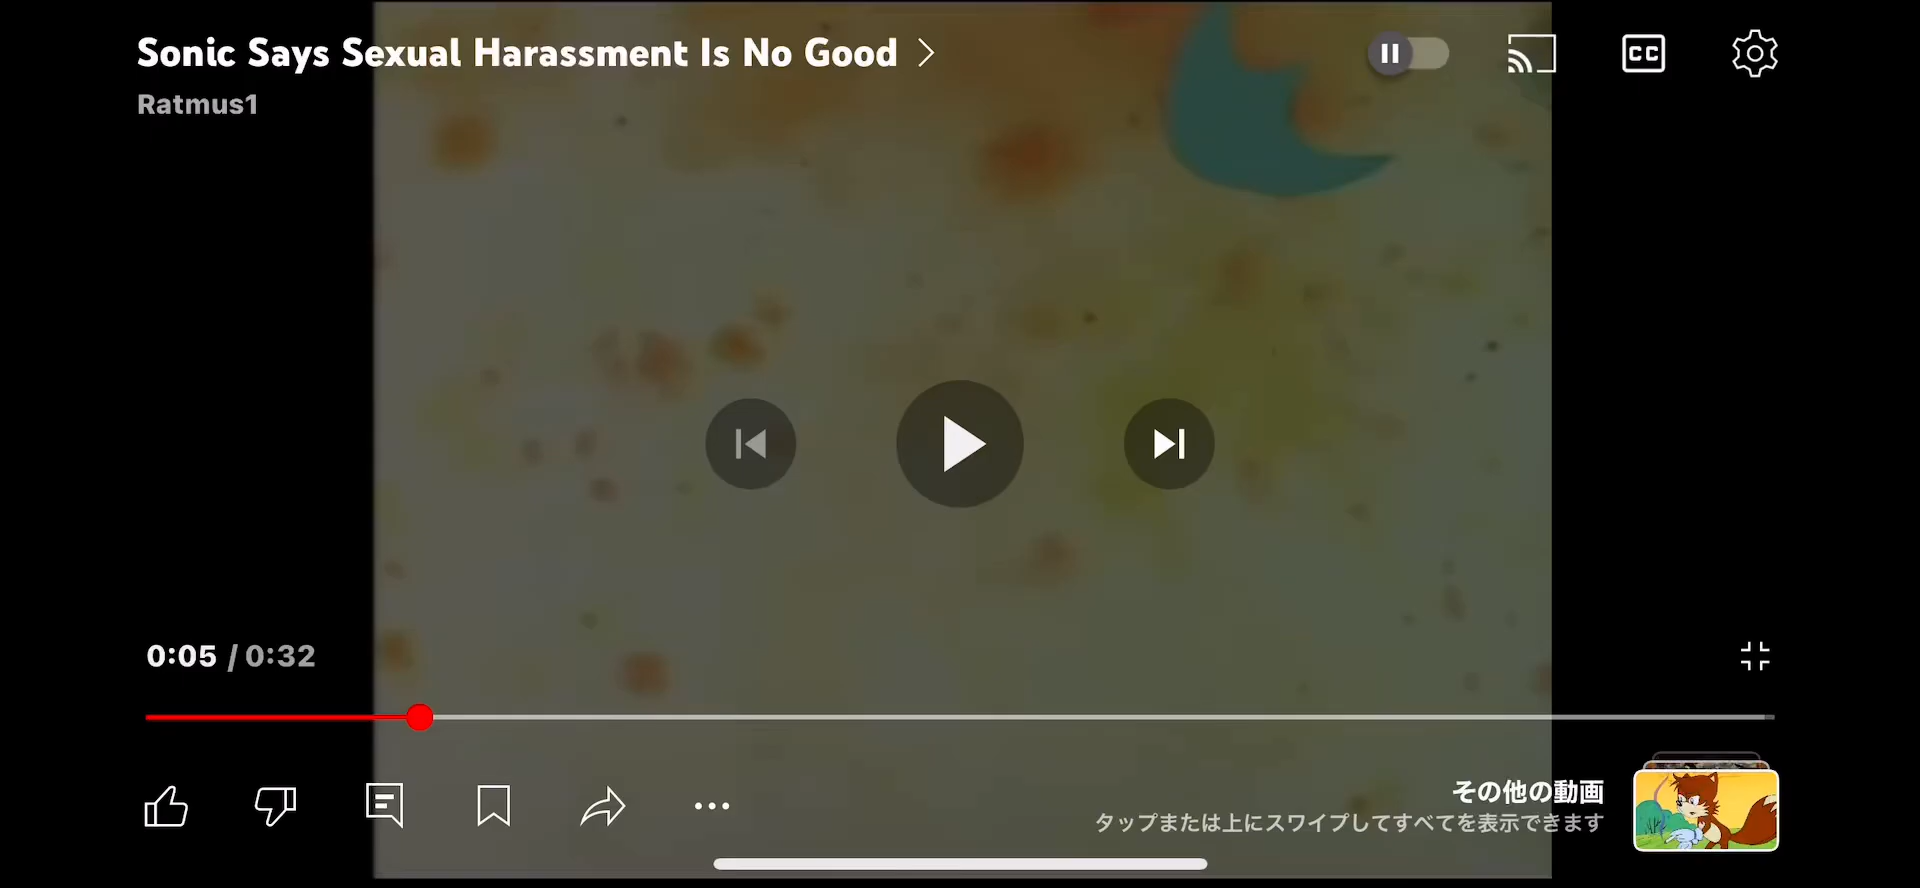 Sonic Says Sexual Harassment Is No Good
Ratmus1
CC
0:05 / 0:32
その他の動画
タップまたは上にスワイプしてすべてを表示できます